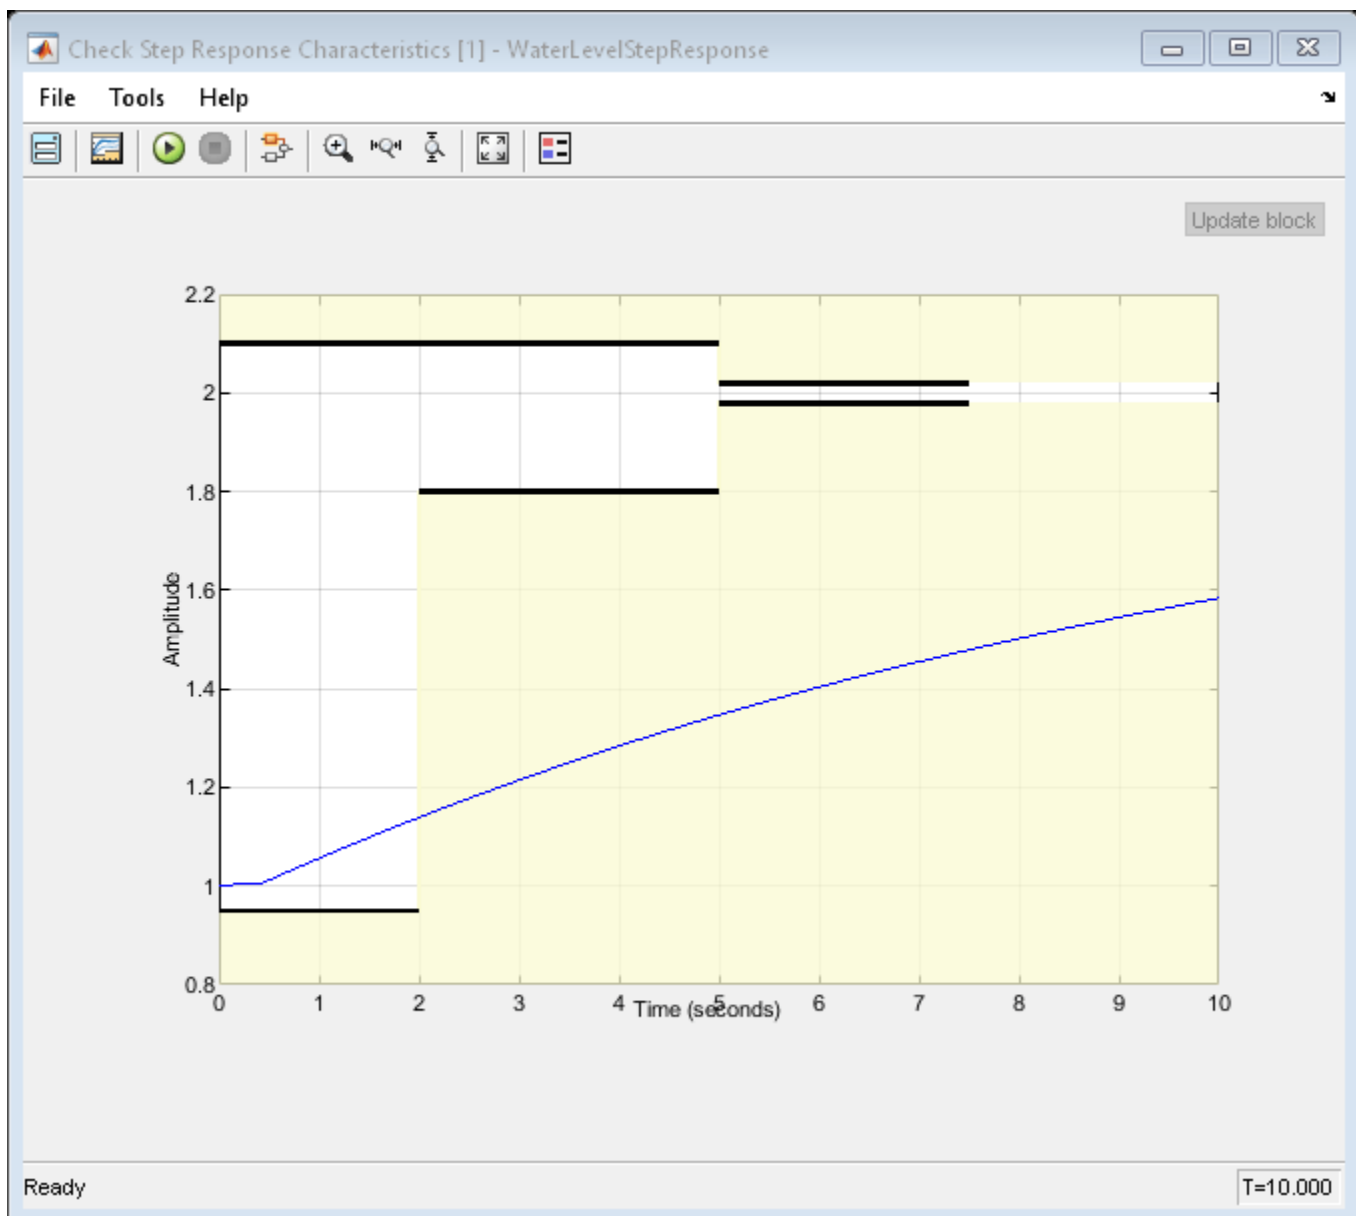 Check Step Response Characteristics [1] - WaterLevelStepResponse
File Tools Help
Update block
2.2
2
1.8
1.6
1.4
1.2
1
0.8
Amplitude
0 1 2 3 4 5 6 7 8 9 10
Time (seconds)
Ready T=10.000